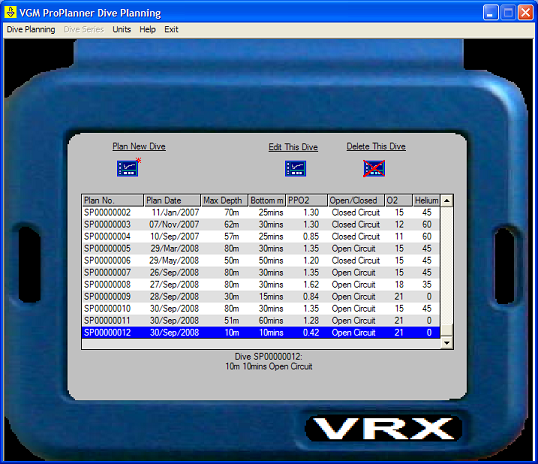 VGM ProPlanner Dive Planning
Dive Planning Dive Series Units Help Exit
Plan New Dive Edit This Dive Delete This Dive
Plan No. Plan Date Max Depth Bottom m PPO2 Open/Closed O2 Helium
SP00000002 11/Jan/2007 70m 25mins 1.30 Closed Circuit 15 45
SP00000003 07/Nov/2007 62m 30mins 1.30 Closed Circuit 12 60
SP00000004 10/Sep/2007 57m 25mins 0.85 Closed Circuit 11 60
SP00000005 29/Mar/2008 80m 30mins 1.35 Open Circuit 15 45
SP00000006 29/May/2008 50m 50mins 1.20 Closed Circuit 15 45
SP00000007 26/Sep/2008 80m 30mins 1.35 Open Circuit 15 45
SP00000008 27/Sep/2008 80m 30mins 1.62 Open Circuit 18 35
SP00000009 28/Sep/2008 30m 15mins 0.84 Open Circuit 21 0
SP00000010 30/Sep/2008 80m 30mins 1.35 Open Circuit 15 45
SP00000011 30/Sep/2008 51m 60mins 1.28 Open Circuit 21 0
SP00000012 30/Sep/2008 10m 10mins 0.42 Open Circuit 21 0
Dive SP00000012:
10m 10mins Open Circuit
VRX